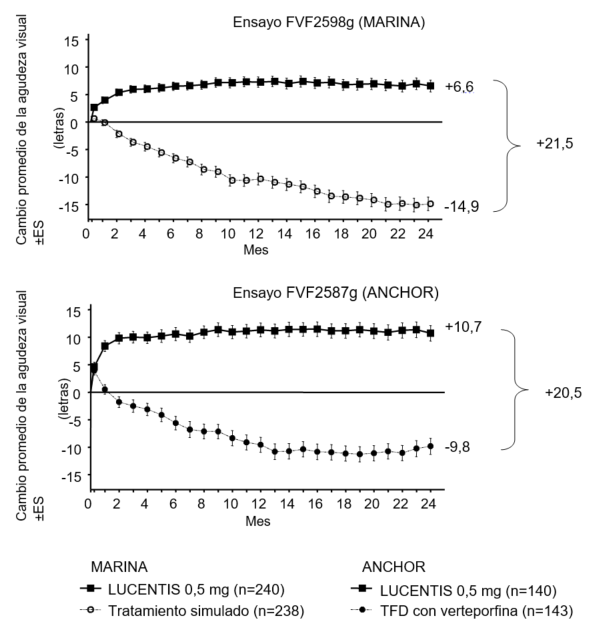 Ensayo FVF2598g (MARINA)
Cambio promedio de la agudeza visual
±ES
(letras)
15
10
5
0
-5
-10
-15
+6,6
-14,9
+21,5
0 2 4 6 8 10 12 14 16 18 20 22 24
Mes
Ensayo FVF2587g (ANCHOR)
Cambio promedio de la agudeza visual
±ES
(letras)
15
10
5
0
-5
-10
-15
+10,7
-9,8
+20,5
0 2 4 6 8 10 12 14 16 18 20 22 24
Mes
MARINA
LUCENTIS 0,5 mg (n=240)
Tratamiento simulado (n=238)
ANCHOR
LUCENTIS 0,5 mg (n=140)
TFD con verteporfina (n=143)